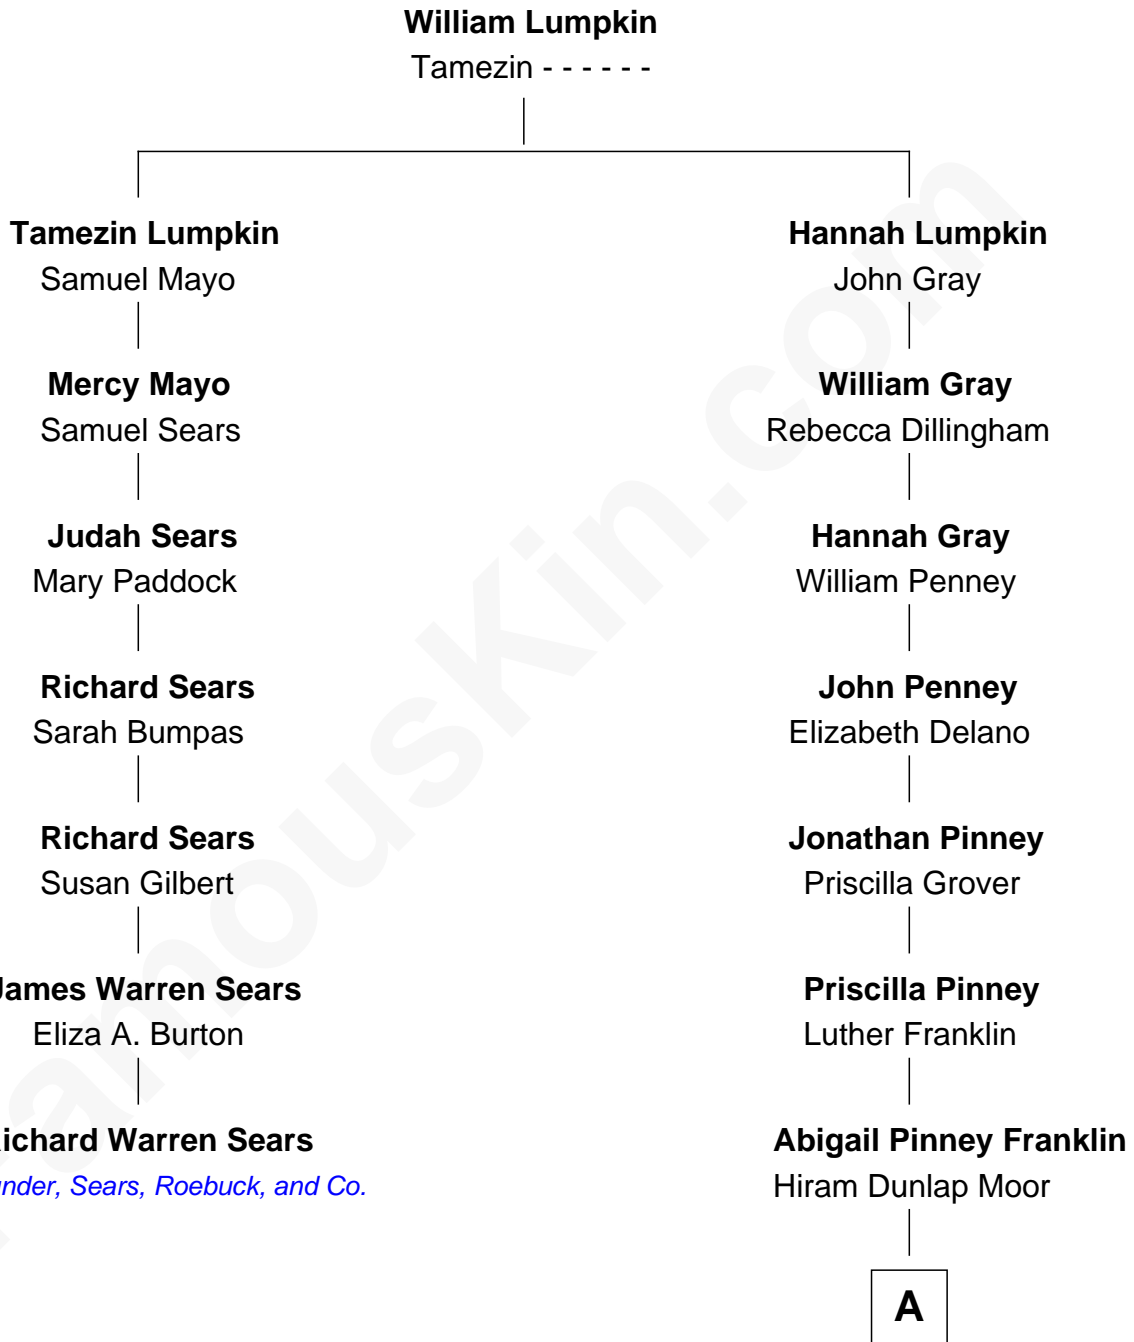 William Lumpkin
Tamezin - - - - - -
Tamezin Lumpkin
Samuel Mayo
Hannah Lumpkin
John Gray
Mercy Mayo
Samuel Sears
William Gray
Rebecca Dillingham
Judah Sears
Mary Paddock
Hannah Gray
William Penney
Richard Sears
Sarah Bumpas
John Penney
Elizabeth Delano
Richard Sears
Susan Gilbert
Jonathan Pinney
Priscilla Grover
James Warren Sears
Eliza A. Burton
Priscilla Pinney
Luther Franklin
ichard Warren Sears
nder, Sears, Roebuck, and Co.
Abigail Pinney Franklin
Hiram Dunlap Moor
A
FamousKin.com